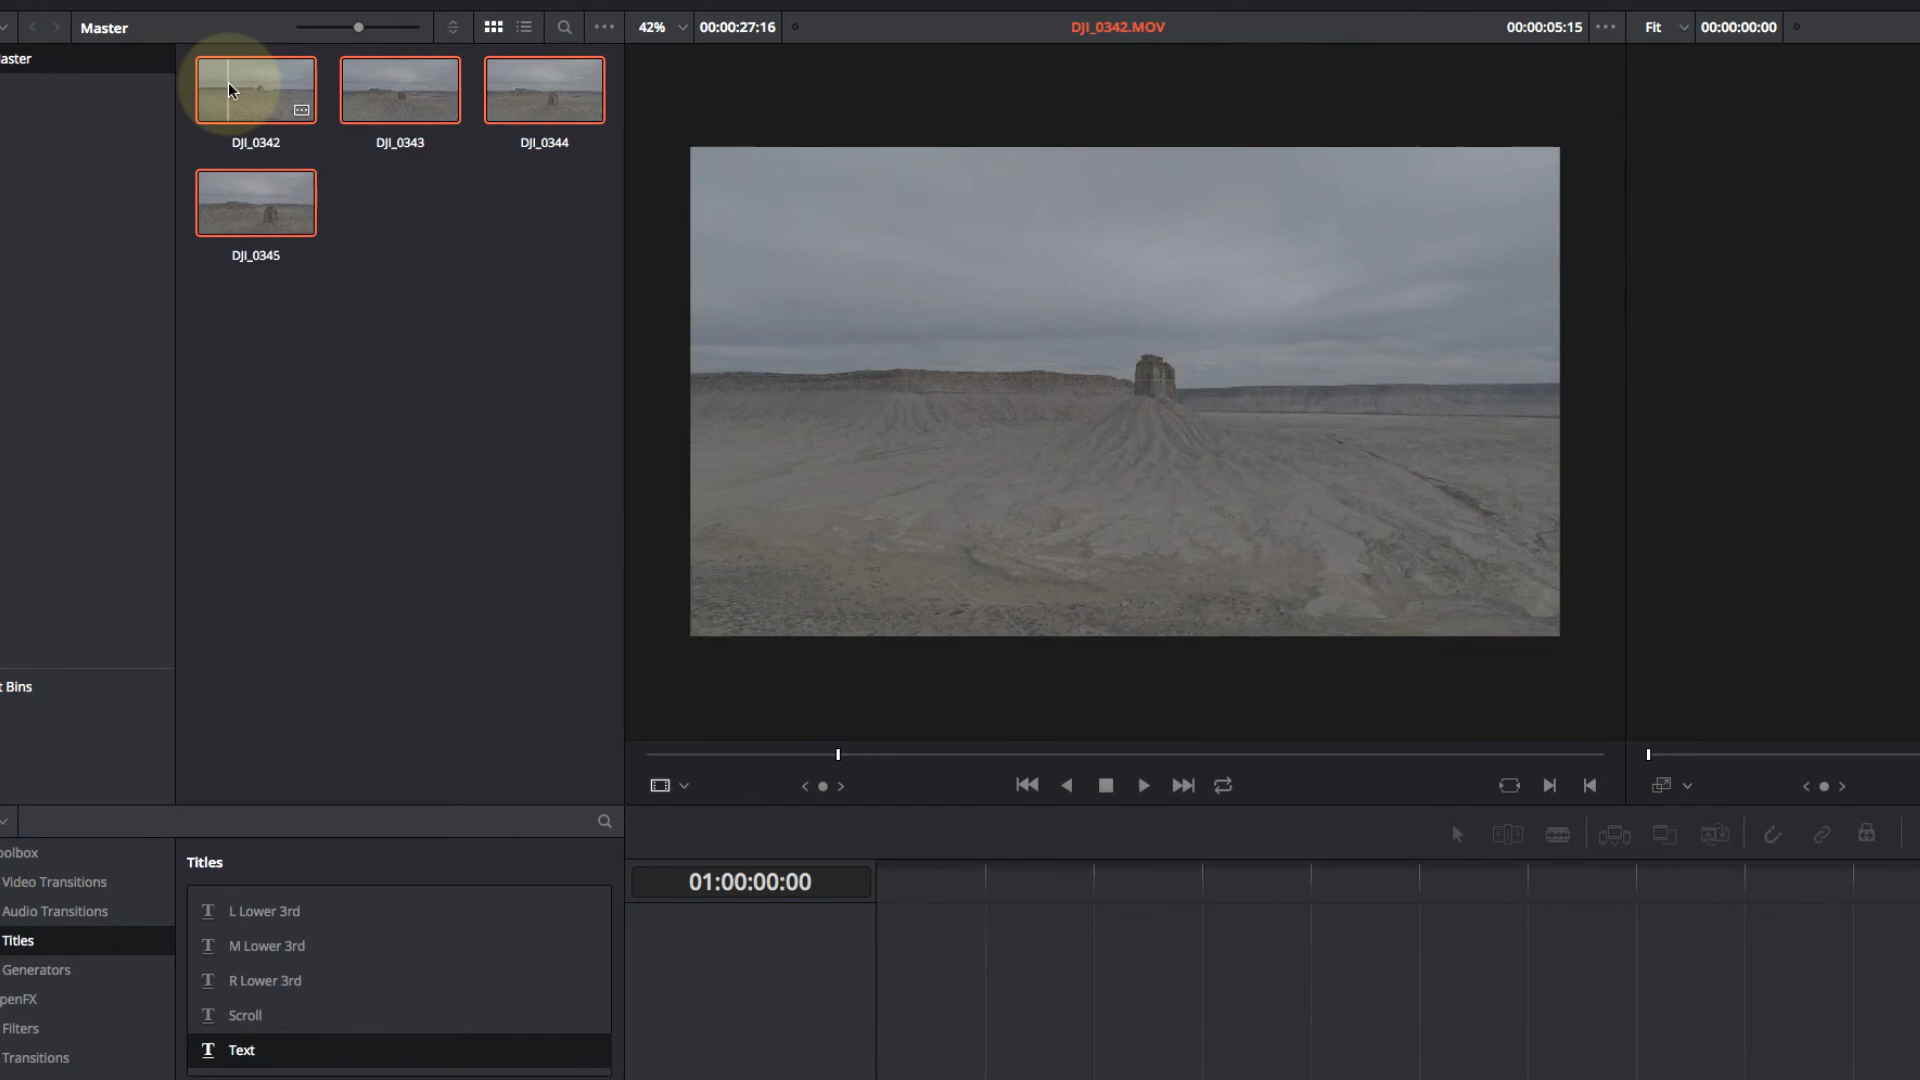 Master
42%
00:00:27:16
DJI_0342.MOV
00:00:05:15
Fit
00:00:00:00
aster
DJI_0342
DJI_0343
DJI_0344
DJI_0345
t Bins
oolbox
Video Transitions
Audio Transitions
Titles
Generators
penFX
Filters
Transitions
Titles
L Lower 3rd
M Lower 3rd
R Lower 3rd
Scroll
Text
01:00:00:00